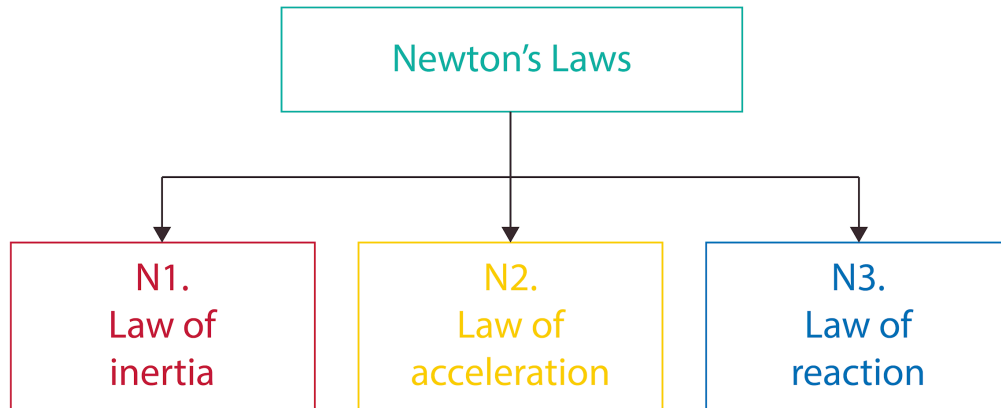 Newton’s Laws
N1.
Law of
inertia
N2.
Law of
acceleration
N3.
Law of
reaction